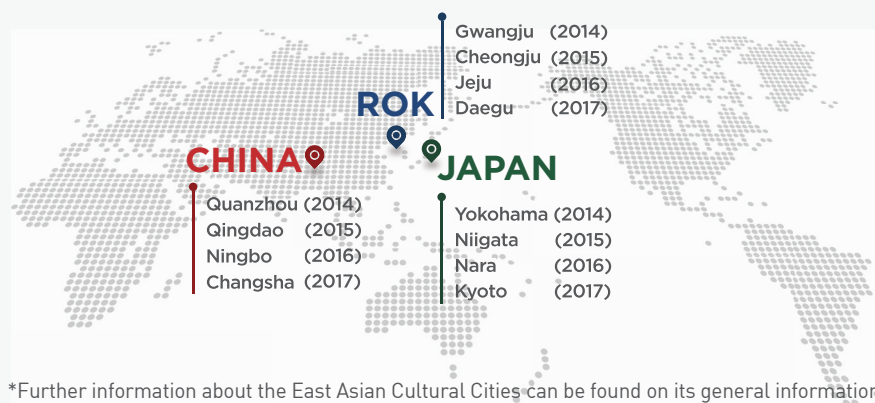 ROK
Gwangju (2014)
Cheongju (2015)
Jeju (2016)
Daegu (2017)
CHINA
Quanzhou (2014)
Qingdao (2015)
Ningbo (2016)
Changsha (2017)
JAPAN
Yokohama (2014)
Niigata (2015)
Nara (2016)
Kyoto (2017)
*Further information about the East Asian Cultural Cities can be found on its general information